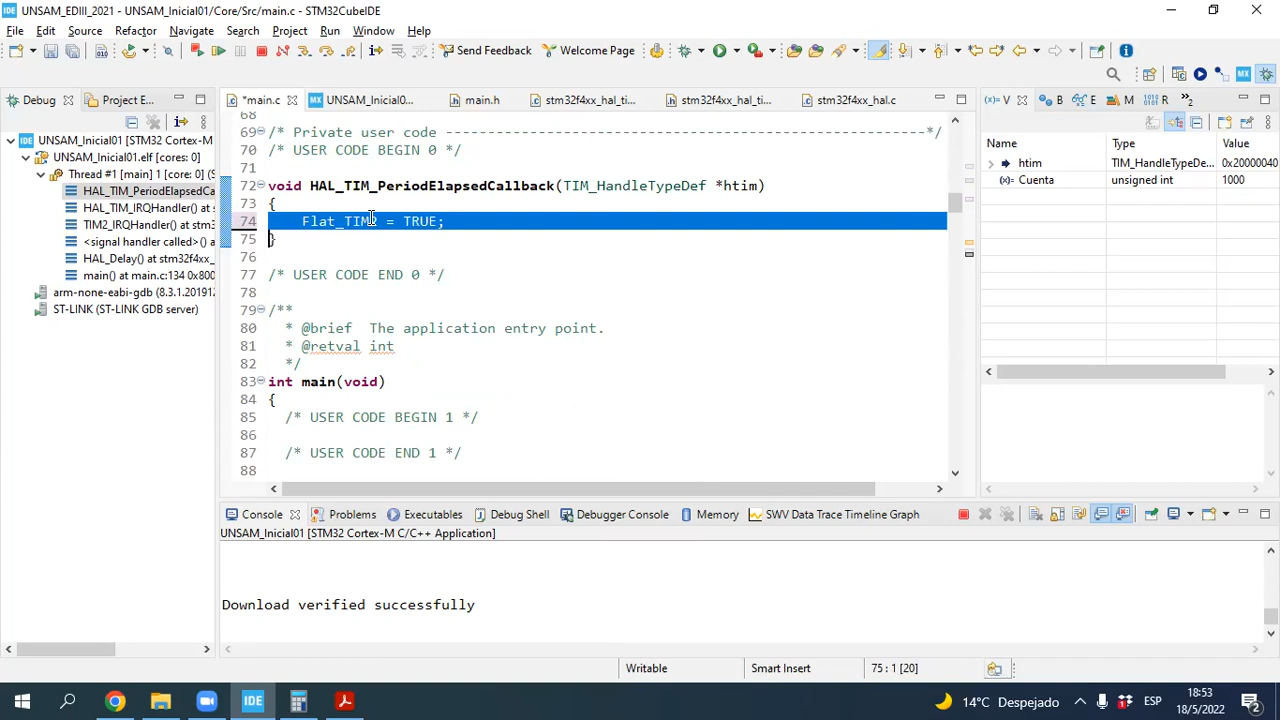 UNSAM_EDIII_2021 - UNSAM_Inicial01/Core/Src/main.c - STM32CubeIDE
File Edit Source Refactor Navigate Search Project Run Window Help
Send Feedback Welcome Page
Debug Project E...
*main.c UNSAM_Inicial0... main.h stm32f4xx_hal_ti... stm32f4xx_hal_ti... stm32f4xx_hal.c
UNSAM_Inicial01 [STM32 Cortex-M
UNSAM_Inicial01.elf [cores: 0]
Thread #1 [main] 1 [core: 0] (S
HAL_TIM_PeriodElapsedCa
HAL_TIM_IRQHandler() at s
TIM2_IRQHandler() at stm3
<signal handler called>() a
HAL_Delay() at stm32f4xx_
main() at main.c:134 0x800
arm-none-eabi-gdb (8.3.1.201912
ST-LINK (ST-LINK GDB server)
68
69 /* Private user code ---------------------------------------------------------*/
70 /* USER CODE BEGIN 0 */
71
72 void HAL_TIM_PeriodElapsedCallback(TIM_HandleTypeDef *htim)
73 {
74 Flat_TIM2 = TRUE;
75 }
76
77 /* USER CODE END 0 */
78
79 /**
80 * @brief The application entry point.
81 * @retval int
82 */
83 int main(void)
84 {
85 /* USER CODE BEGIN 1 */
86
87 /* USER CODE END 1 */
88
(x)= V B E M R
Name Type Value
htim TIM_HandleTypeDe... 0x20000040
Cuenta unsigned int 1000
Console Problems Executables Debug Shell Debugger Console Memory SWV Data Trace Timeline Graph
UNSAM_Inicial01 [STM32 Cortex-M C/C++ Application]
Download verified successfully
Writable Smart Insert 75 : 1 [20]
IDE 14°C Despejado ESP 18:53
18/5/2022
2